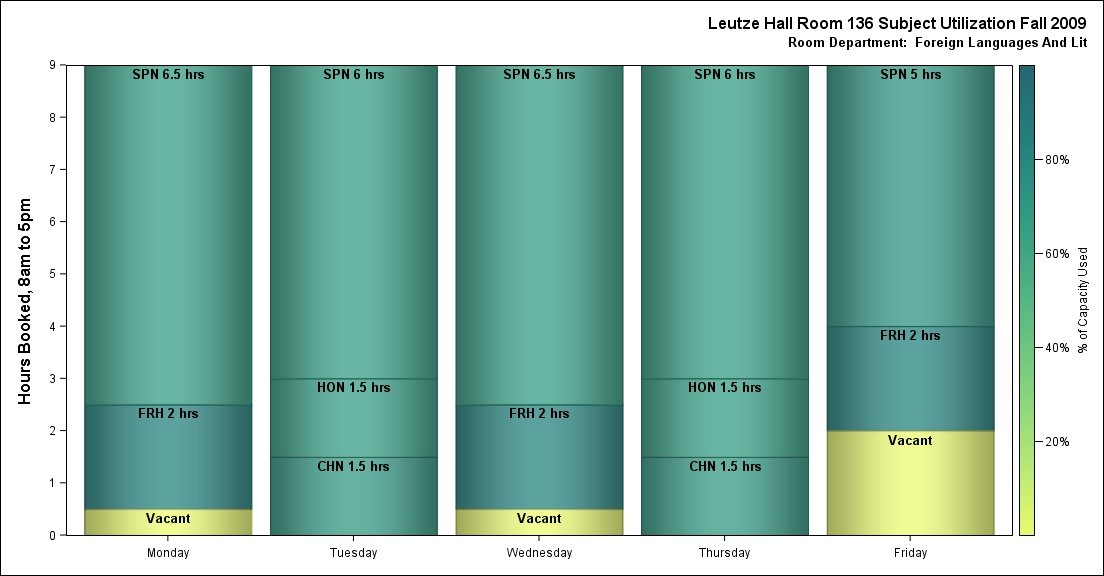 Leutze Hall Room 136 Subject Utilization Fall 2009
Room Department:  Foreign Languages And Lit
Hours Booked, 8am to 5pm
9
8
7
6
5
4
3
2
1
0
SPN 6.5 hrs
FRH 2 hrs
Vacant
SPN 6 hrs
HON 1.5 hrs
CHN 1.5 hrs
SPN 6.5 hrs
FRH 2 hrs
Vacant
SPN 6 hrs
HON 1.5 hrs
CHN 1.5 hrs
SPN 5 hrs
FRH 2 hrs
Vacant
Monday
Tuesday
Wednesday
Thursday
Friday
80%
60%
40%
20%
% of Capacity Used